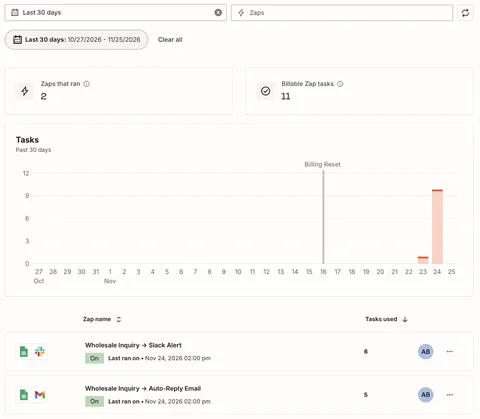 Last 30 days
Zaps
Last 30 days: 10/27/2026 - 11/25/2026
Clear all
Zaps that ran
2
Billable Zap tasks
11
Tasks
Past 30 days
Billing Reset
12
9
6
3
0
27 28 29 30 31 1 2 3 4 5 6 7 8 9 10 11 12 13 14 15 16 17 18 19 20 21 22 23 24 25
Oct Nov
Zap name Tasks used
Wholesale Inquiry → Slack Alert
6
AB
On Last ran on • Nov 24, 2026 02:00 pm
Wholesale Inquiry → Auto-Reply Email
5
AB
On Last ran on • Nov 24, 2026 02:00 pm